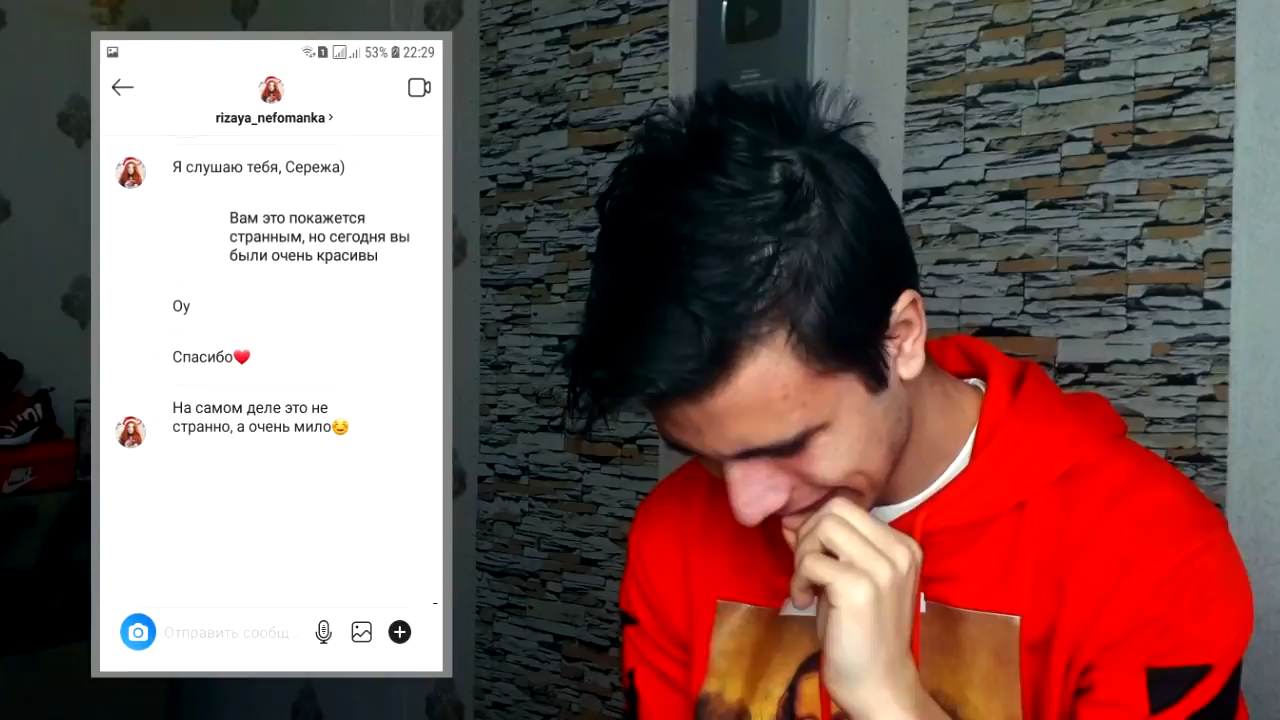 53% 22:29
rizaya_nefomanka
Я слушаю тебя, Сережа)
Вам это покажется
странным, но сегодня вы
были очень красивы
Оу
Спасибо❤️
На самом деле это не
странно, а очень мило☺️
Отправить сообщ...
NIKE